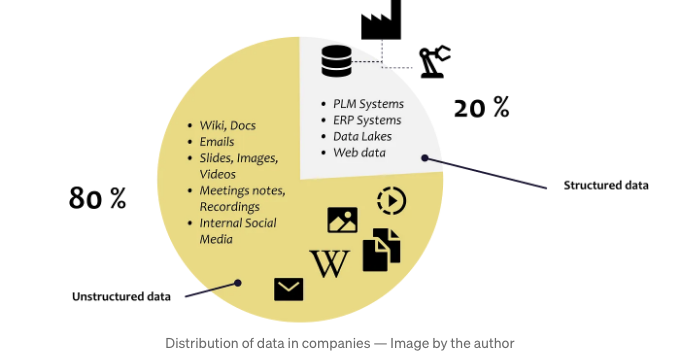 • PLM Systems
• ERP Systems
• Data Lakes
• Web data
20 %
Structured data
• Wiki, Docs
• Emails
• Slides, Images,
Videos
• Meetings notes,
Recordings
• Internal Social
Media
80 %
W
Unstructured data
Distribution of data in companies — Image by the author